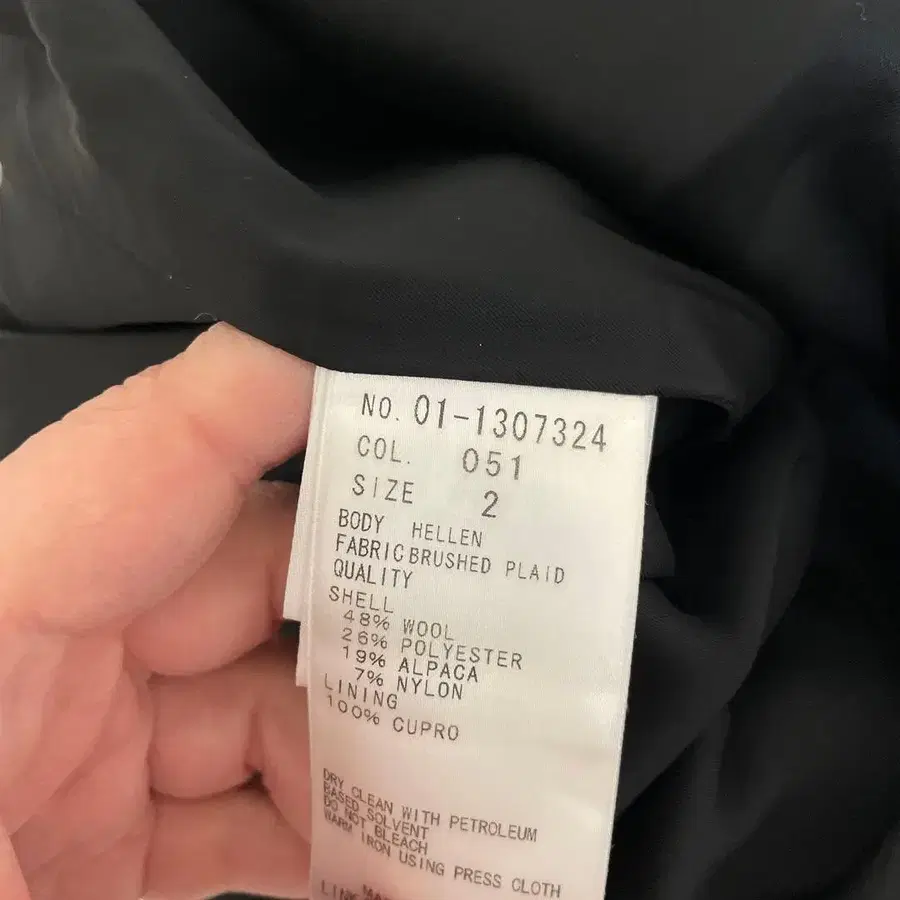 NO. 01-1307324
COL. 051
SIZE 2
BODY HELLEN
FABRIC BRUSHED PLAID
QUALITY
SHELL
48% WOOL
26% POLYESTER
19% ALPACA
7% NYLON
LINING
100% CUPRO
DRY CLEAN WITH PETROLEUM
BASED SOLVENT
DO NOT BLEACH
WARM IRON USING PRESS CLOTH